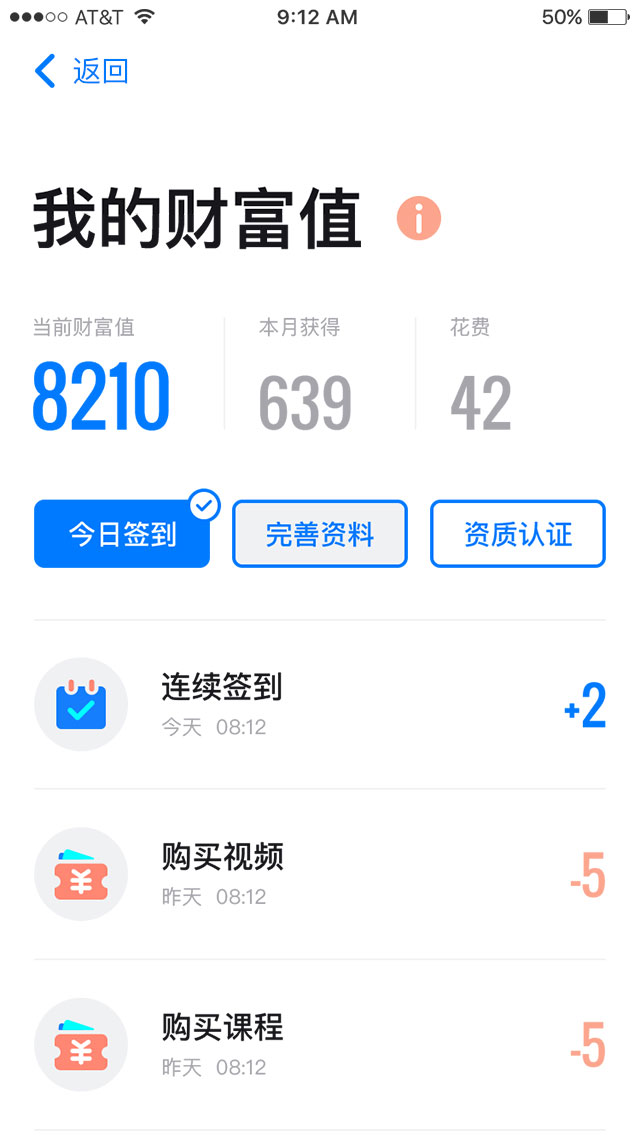 AT&T 9:12 AM 50%
返回
我的财富值
当前财富值 本月获得 花费
8210 639 42
今日签到 完善资料 资质认证
连续签到
今天 08:12
+2
购买视频
昨天 08:12
-5
购买课程
昨天 08:12
-5